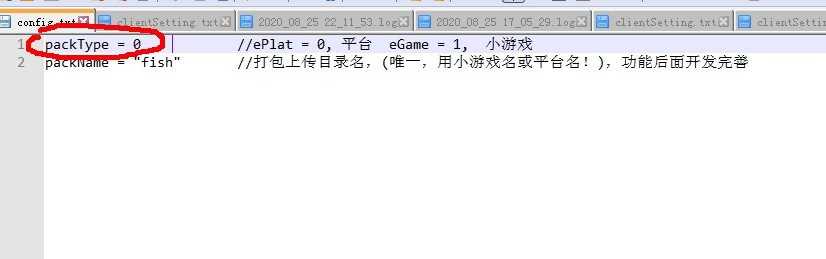 config.txt clientSetting.txt 2020_08_25 22_11_53.log 2020_08_25 17_05_29.log clientSetting.txt clientSettin
1 packType = 0 //ePlat = 0, 平台 eGame = 1, 小游戏
2 packName = "fish" //打包上传目录名，(唯一，用小游戏名或平台名！)，功能后面开发完善